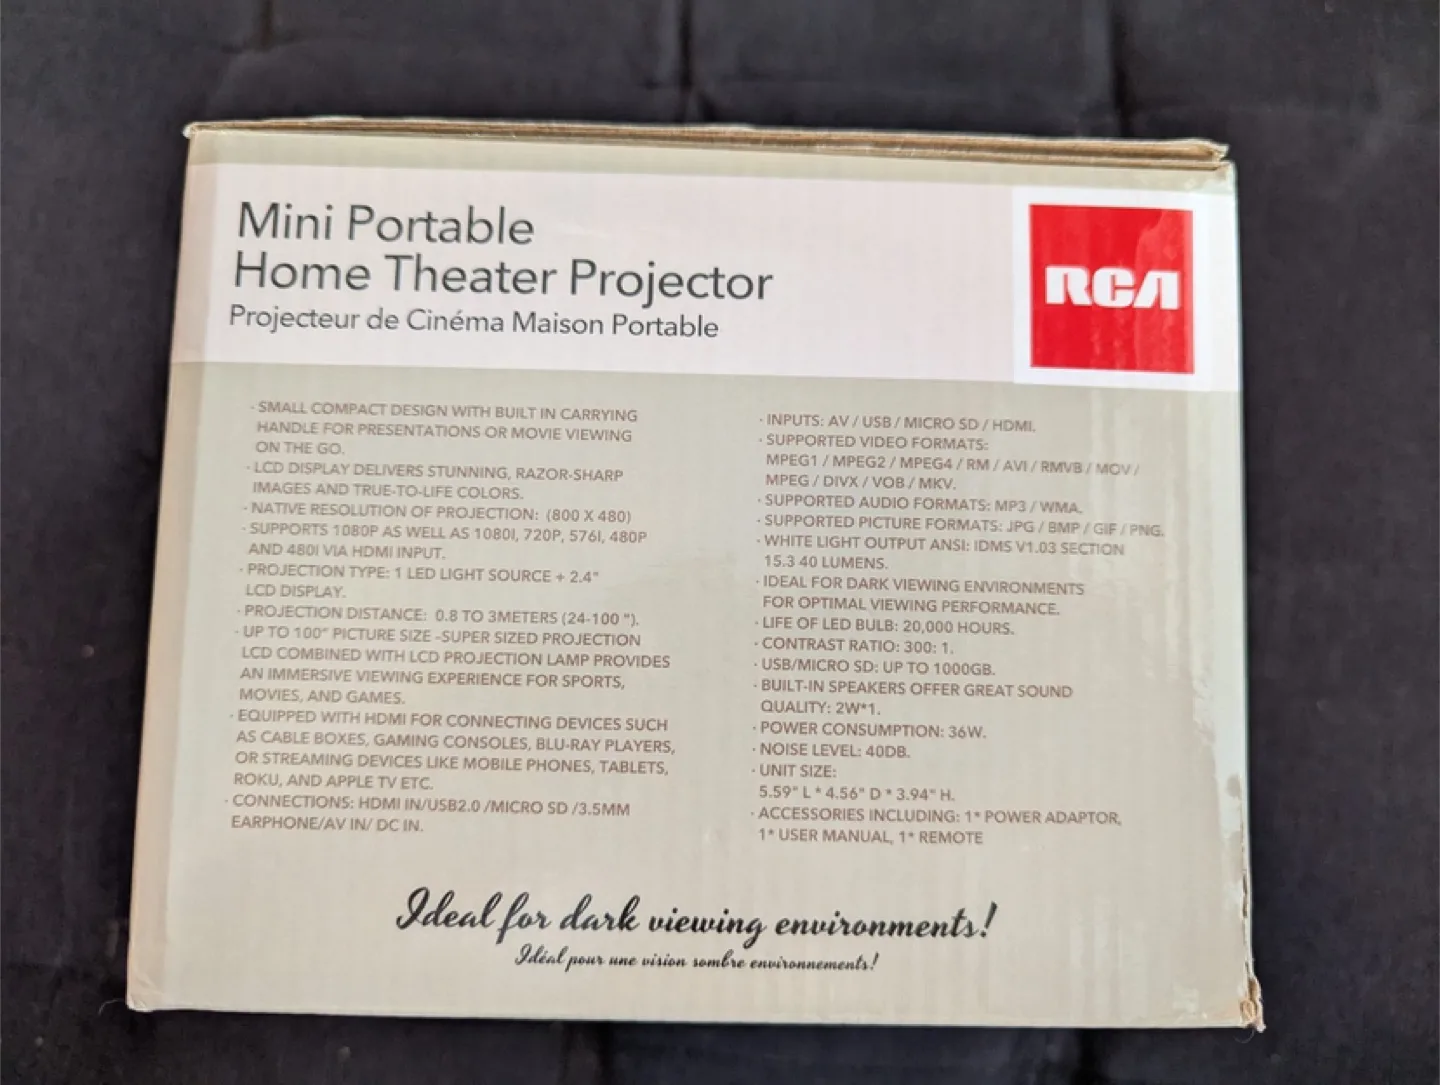 Mini Portable
Home Theater Projector
Projecteur de Cinéma Maison Portable
RCA
· SMALL COMPACT DESIGN WITH BUILT IN CARRYING
HANDLE FOR PRESENTATIONS OR MOVIE VIEWING
ON THE GO.
· LCD DISPLAY DELIVERS STUNNING, RAZOR-SHARP
IMAGES AND TRUE-TO-LIFE COLORS.
· NATIVE RESOLUTION OF PROJECTION: (800 X 480)
· SUPPORTS 1080P AS WELL AS 1080I, 720P, 576I, 480P
AND 480I VIA HDMI INPUT.
· PROJECTION TYPE: 1 LED LIGHT SOURCE + 2.4"
LCD DISPLAY.
· PROJECTION DISTANCE: 0.8 TO 3METERS (24-100 ").
· UP TO 100" PICTURE SIZE –SUPER SIZED PROJECTION
LCD COMBINED WITH LCD PROJECTION LAMP PROVIDES
AN IMMERSIVE VIEWING EXPERIENCE FOR SPORTS,
MOVIES, AND GAMES.
· EQUIPPED WITH HDMI FOR CONNECTING DEVICES SUCH
AS CABLE BOXES, GAMING CONSOLES, BLU-RAY PLAYERS,
OR STREAMING DEVICES LIKE MOBILE PHONES, TABLETS,
ROKU, AND APPLE TV ETC.
· CONNECTIONS: HDMI IN/USB2.0 /MICRO SD /3.5MM
EARPHONE/AV IN/ DC IN.
· INPUTS: AV / USB / MICRO SD / HDMI.
· SUPPORTED VIDEO FORMATS:
MPEG1 / MPEG2 / MPEG4 / RM / AVI / RMVB / MOV /
MPEG / DIVX / VOB / MKV.
· SUPPORTED AUDIO FORMATS: MP3 / WMA.
· SUPPORTED PICTURE FORMATS: JPG / BMP / GIF / PNG.
· WHITE LIGHT OUTPUT ANSI: IDMS V1.03 SECTION
15.3 40 LUMENS.
· IDEAL FOR DARK VIEWING ENVIRONMENTS
FOR OPTIMAL VIEWING PERFORMANCE.
· LIFE OF LED BULB: 20,000 HOURS.
· CONTRAST RATIO: 300: 1.
· USB/MICRO SD: UP TO 1000GB.
· BUILT-IN SPEAKERS OFFER GREAT SOUND
QUALITY: 2W*1.
· POWER CONSUMPTION: 36W.
· NOISE LEVEL: 40DB.
· UNIT SIZE:
5.59" L * 4.56" D * 3.94" H.
· ACCESSORIES INCLUDING: 1* POWER ADAPTOR,
1* USER MANUAL, 1* REMOTE
Ideal for dark viewing environments!
Idéal pour une vision sombre environnements!